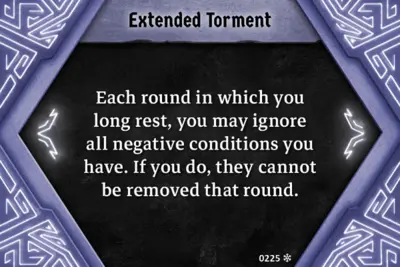 Extended Torment
Each round in which you
long rest, you may ignore
all negative conditions you
have. If you do, they cannot
be removed that round.
0225 ✻